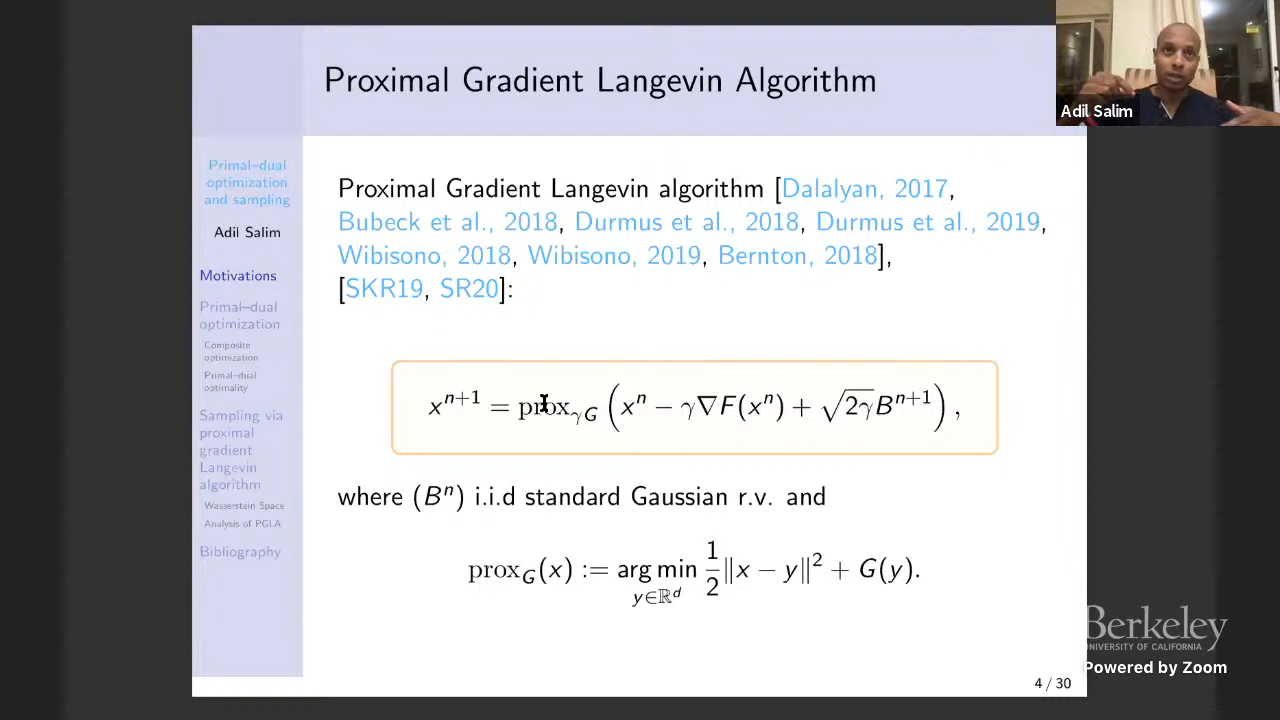 Proximal Gradient Langevin Algorithm
Adil Salim
Primal–dual
optimization
and sampling
Adil Salim
Motivations
Primal–dual
optimization
Composite
optimization
Primal–dual
optimality
Sampling via
proximal
gradient
Langevin
algorithm
Wasserstein Space
Analysis of PGLA
Bibliography
Proximal Gradient Langevin algorithm [Dalalyan, 2017,
Bubeck et al., 2018, Durmus et al., 2018, Durmus et al., 2019,
Wibisono, 2018, Wibisono, 2019, Bernton, 2018],
[SKR19, SR20]:
x^{n+1} = prox_{γG} (x^n − γ∇F(x^n) + √(2γ) B^{n+1}),
where (B^n) i.i.d standard Gaussian r.v. and
prox_G(x) := arg min_{y∈ℝ^d} 1/2 ‖x − y‖² + G(y).
4 / 30
Berkeley
UNIVERSITY OF CALIFORNIA
Powered by Zoom